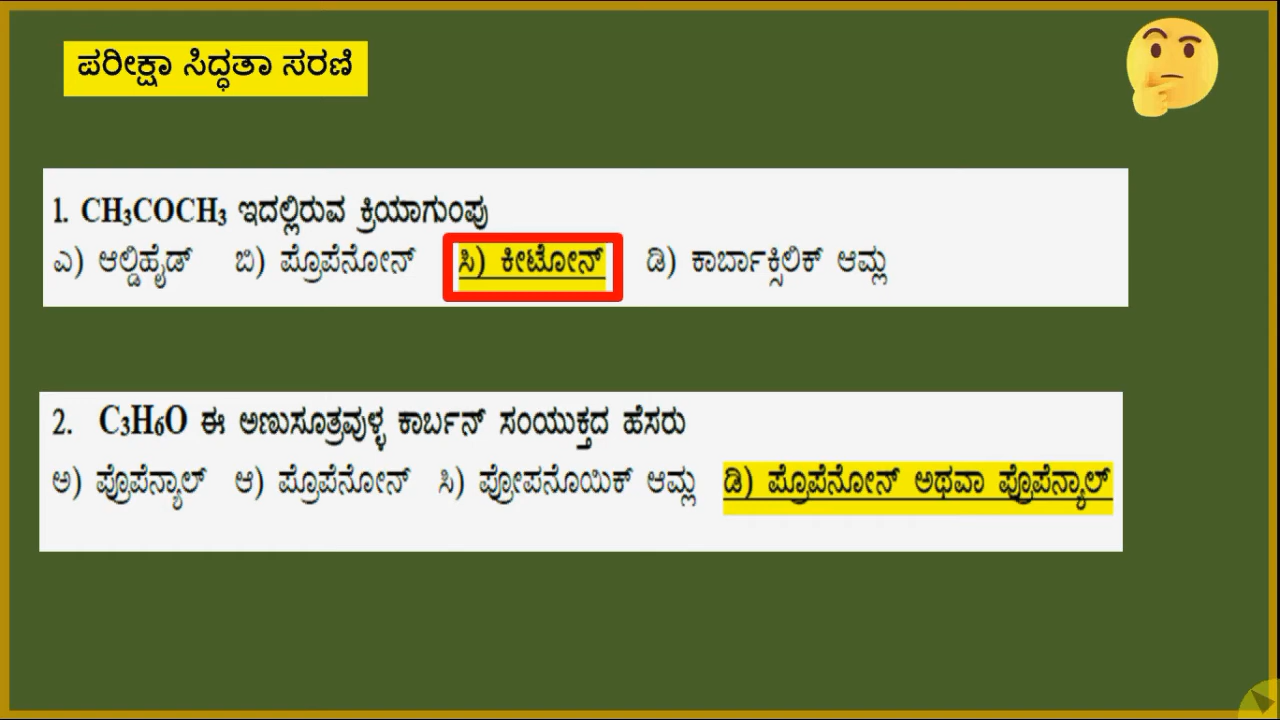 ಪರೀಕ್ಷಾ ಸಿದ್ಧತಾ ಸರಣಿ
1. CH₃COCH₃ ಇದಲ್ಲಿರುವ ಕ್ರಿಯಾಗುಂಪು
ಎ) ಆಲ್ಡಿಹೈಡ್ ಬಿ) ಪ್ರೊಪೆನೋನ್ ಸಿ) ಕೀಟೋನ್ ಡಿ) ಕಾರ್ಬಾಕ್ಸಿಲಿಕ್ ಆಮ್ಲ
2. C₃H₆O ಈ ಅಣುಸೂತ್ರವುಳ್ಳ ಕಾರ್ಬನ್ ಸಂಯುಕ್ತದ ಹೆಸರು
ಅ) ಪ್ರೊಪೆನ್ಯಾಲ್ ಆ) ಪ್ರೊಪೆನೋನ್ ಸಿ) ಪ್ರೋಪನೊಯಿಕ್ ಆಮ್ಲ ಡಿ) ಪ್ರೊಪೆನೋನ್ ಅಥವಾ ಪ್ರೊಪೆನ್ಯಾಲ್